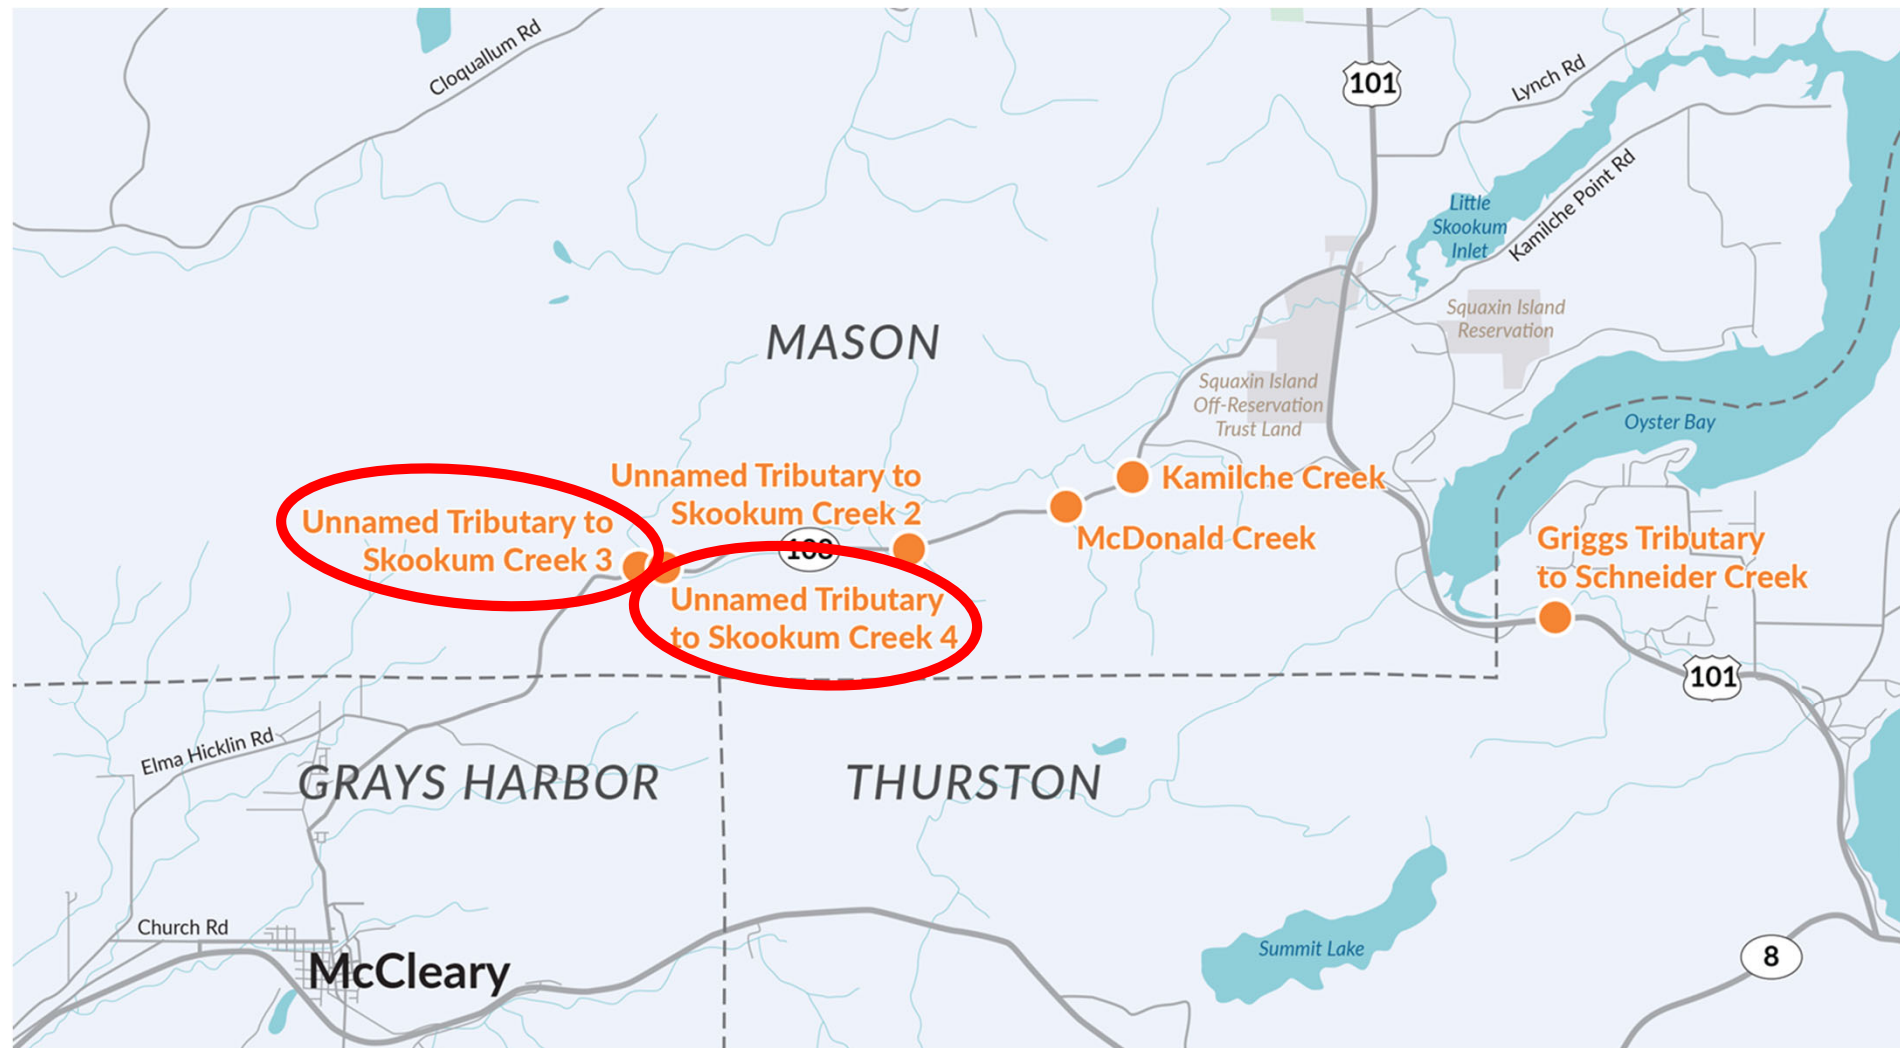 Cloquallum Rd
101
Lynch Rd
Kamilche Point Rd
Little
Skookum
Inlet
Squaxin Island
Reservation
MASON
Squaxin Island
Off-Reservation
Trust Land
Oyster Bay
Unnamed Tributary to
Skookum Creek 2
Kamilche Creek
Unnamed Tributary to
Skookum Creek 3
108
McDonald Creek
Griggs Tributary
to Schneider Creek
Unnamed Tributary
to Skookum Creek 4
101
Elma Hicklin Rd
GRAYS HARBOR
THURSTON
Church Rd
McCleary
Summit Lake
8